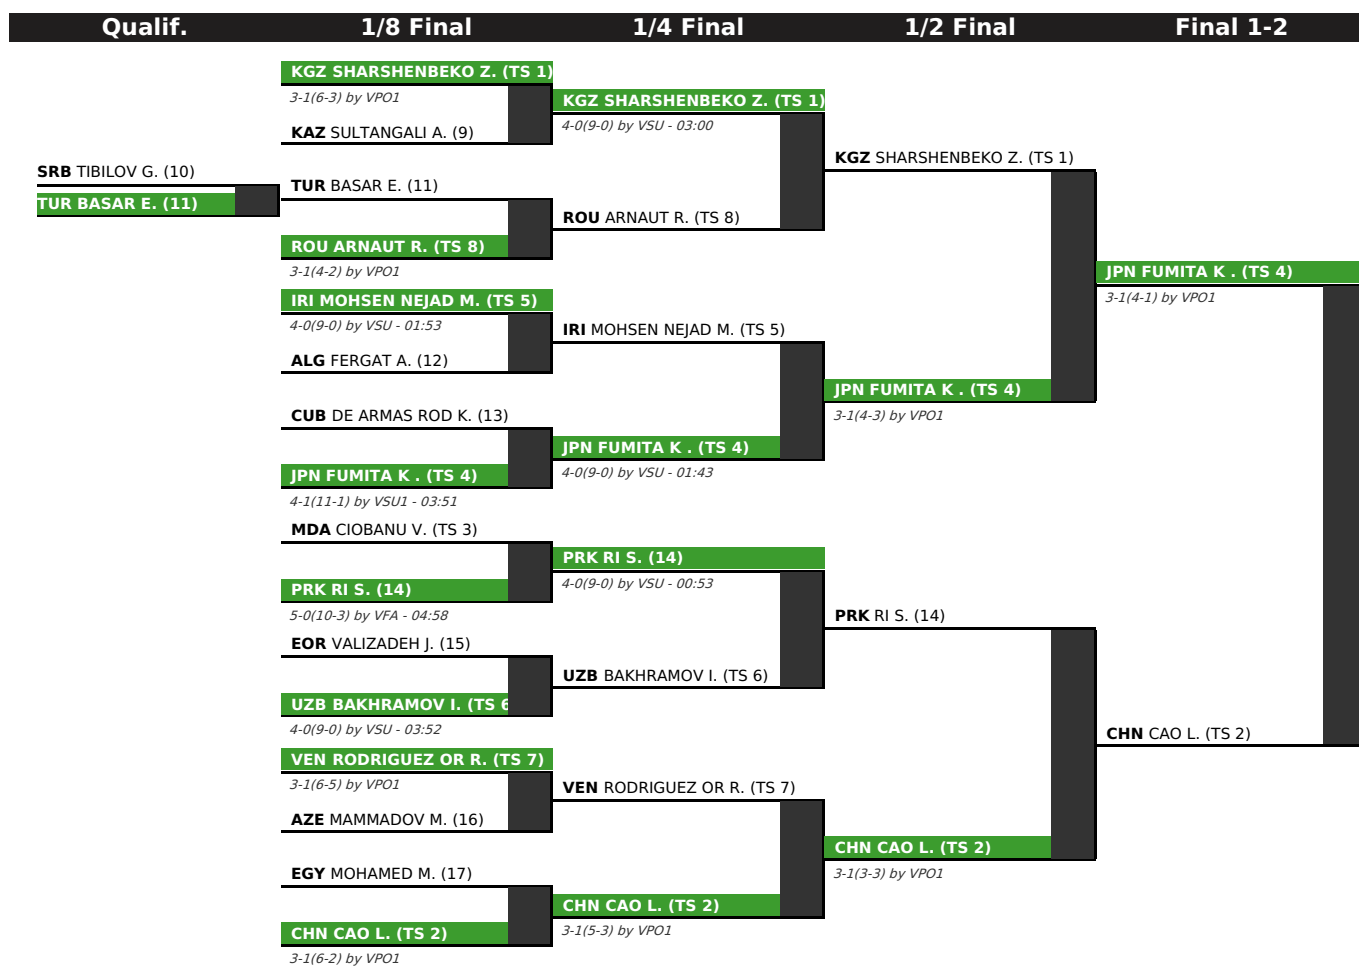 Qualif.
1/8 Final
1/4 Final
1/2 Final
Final 1-2
SRB TIBILOV G. (10)
TUR BASAR E. (11)
KGZ SHARSHENBEKO Z. (TS 1)
3-1(6-3) by VPO1
KAZ SULTANGALI A. (9)
TUR BASAR E. (11)
ROU ARNAUT R. (TS 8)
3-1(4-2) by VPO1
IRI MOHSEN NEJAD M. (TS 5)
4-0(9-0) by VSU - 01:53
ALG FERGAT A. (12)
CUB DE ARMAS ROD K. (13)
JPN FUMITA K . (TS 4)
4-1(11-1) by VSU1 - 03:51
MDA CIOBANU V. (TS 3)
PRK RI S. (14)
5-0(10-3) by VFA - 04:58
EOR VALIZADEH J. (15)
UZB BAKHRAMOV I. (TS 6
4-0(9-0) by VSU - 03:52
VEN RODRIGUEZ OR R. (TS 7)
3-1(6-5) by VPO1
AZE MAMMADOV M. (16)
EGY MOHAMED M. (17)
CHN CAO L. (TS 2)
3-1(6-2) by VPO1
KGZ SHARSHENBEKO Z. (TS 1)
4-0(9-0) by VSU - 03:00
ROU ARNAUT R. (TS 8)
IRI MOHSEN NEJAD M. (TS 5)
JPN FUMITA K . (TS 4)
4-0(9-0) by VSU - 01:43
PRK RI S. (14)
4-0(9-0) by VSU - 00:53
UZB BAKHRAMOV I. (TS 6)
VEN RODRIGUEZ OR R. (TS 7)
CHN CAO L. (TS 2)
3-1(5-3) by VPO1
KGZ SHARSHENBEKO Z. (TS 1)
JPN FUMITA K . (TS 4)
3-1(4-3) by VPO1
PRK RI S. (14)
CHN CAO L. (TS 2)
3-1(3-3) by VPO1
JPN FUMITA K . (TS 4)
3-1(4-1) by VPO1
CHN CAO L. (TS 2)